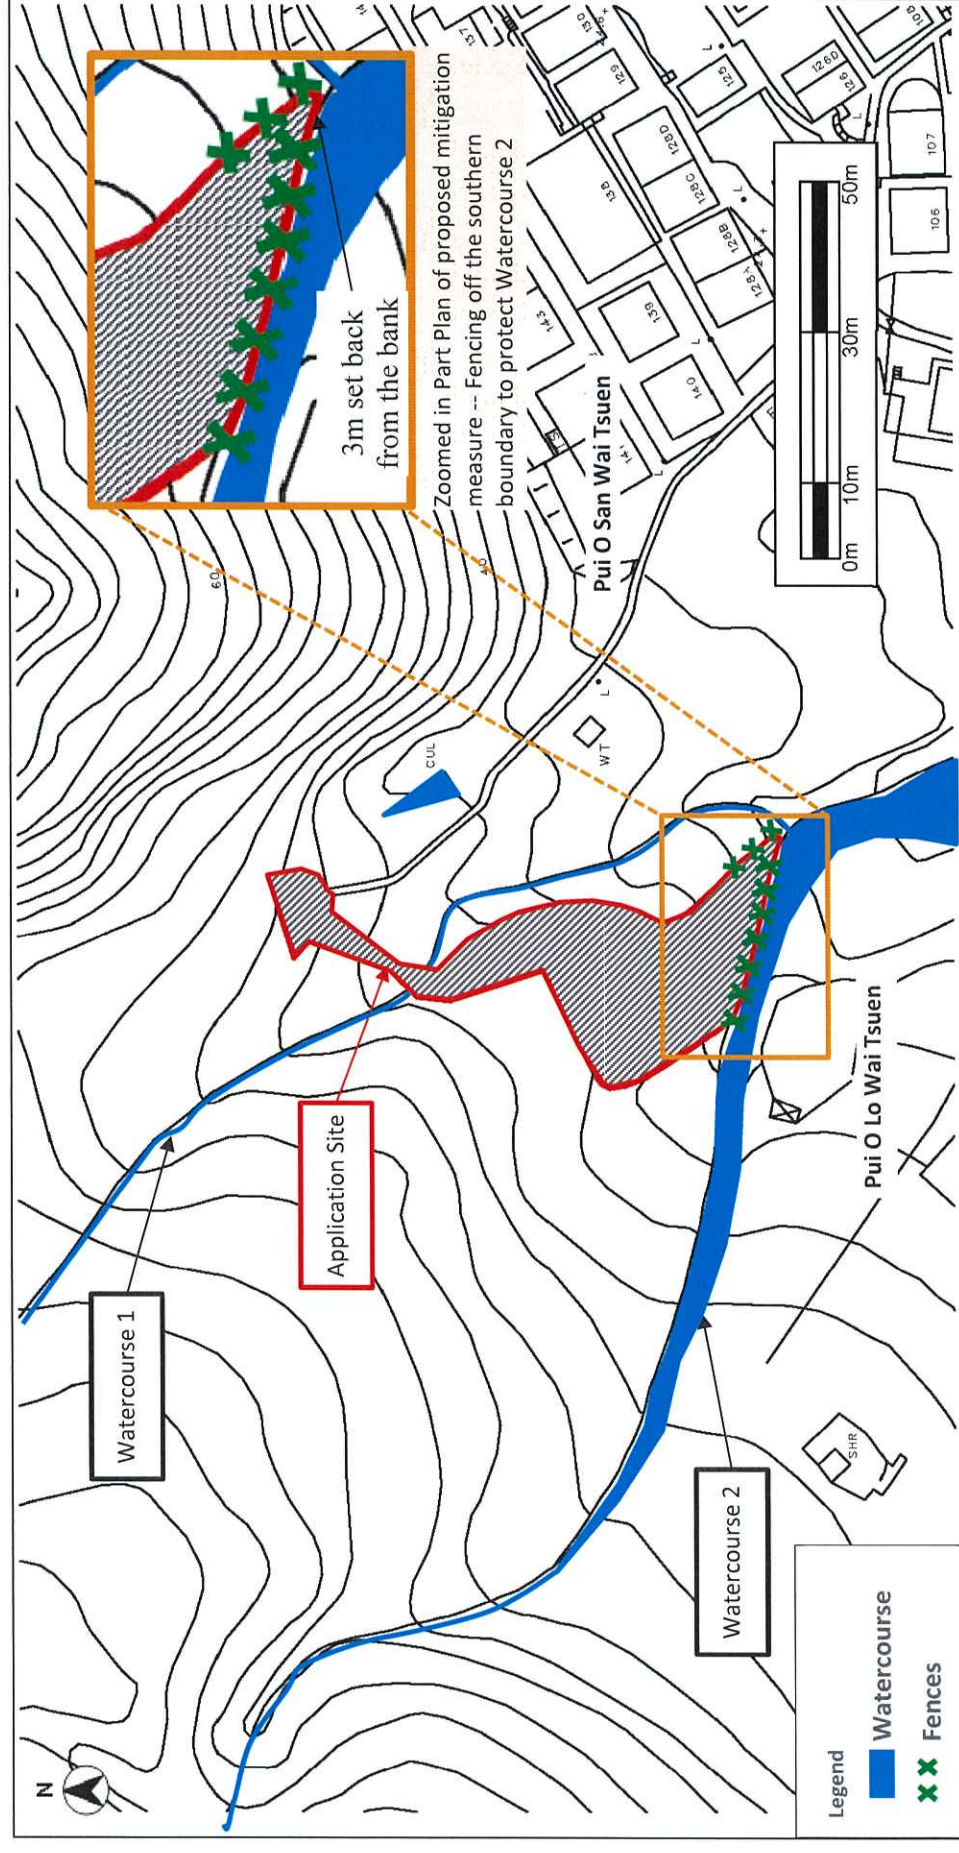 N
Watercourse 1
Application Site
Watercourse 2
Pui O Lo Wai Tsuen
Pui O San Wai Tsuen
3m set back
from the bank
Zoomed in Part Plan of proposed mitigation
measure -- Fencing off the southern
boundary to protect Watercourse 2
60
40
CUL
WT
L
SHR
L
L
L
L
L
14
137
130
129
125
126D
126
108
107
106
138
128D
128C
128B
128A
143
139
140
141
TS
0m
10m
30m
50m
Legend
Watercourse
Fences